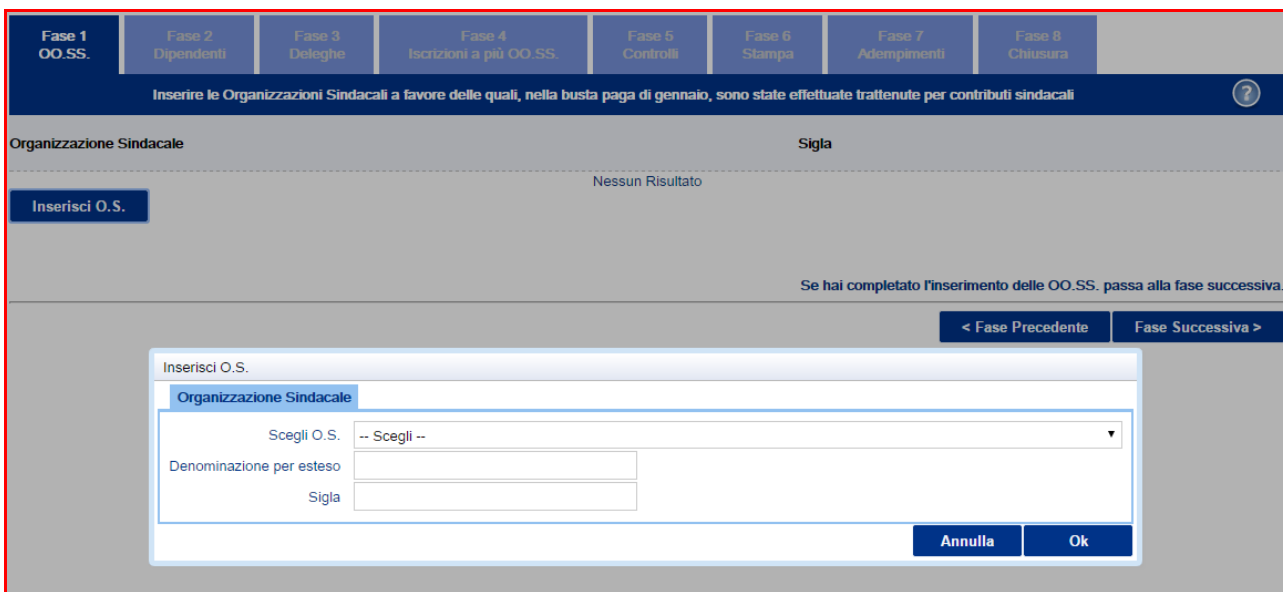 Fase 1
OO.SS.
Fase 2
Dipendenti
Fase 3
Deleghe
Fase 4
Iscrizioni a più OO.SS.
Fase 5
Controlli
Fase 6
Stampa
Fase 7
Adempimenti
Fase 8
Chiusura
Inserire le Organizzazioni Sindacali a favore delle quali, nella busta paga di gennaio, sono state effettuate trattenute per contributi sindacali
?
Organizzazione Sindacale Sigla
Nessun Risultato
Inserisci O.S.
Se hai completato l'inserimento delle OO.SS. passa alla fase successiva.
< Fase Precedente Fase Successiva >
Inserisci O.S.
Organizzazione Sindacale
Scegli O.S. -- Scegli --
Denominazione per esteso
Sigla
Annulla Ok